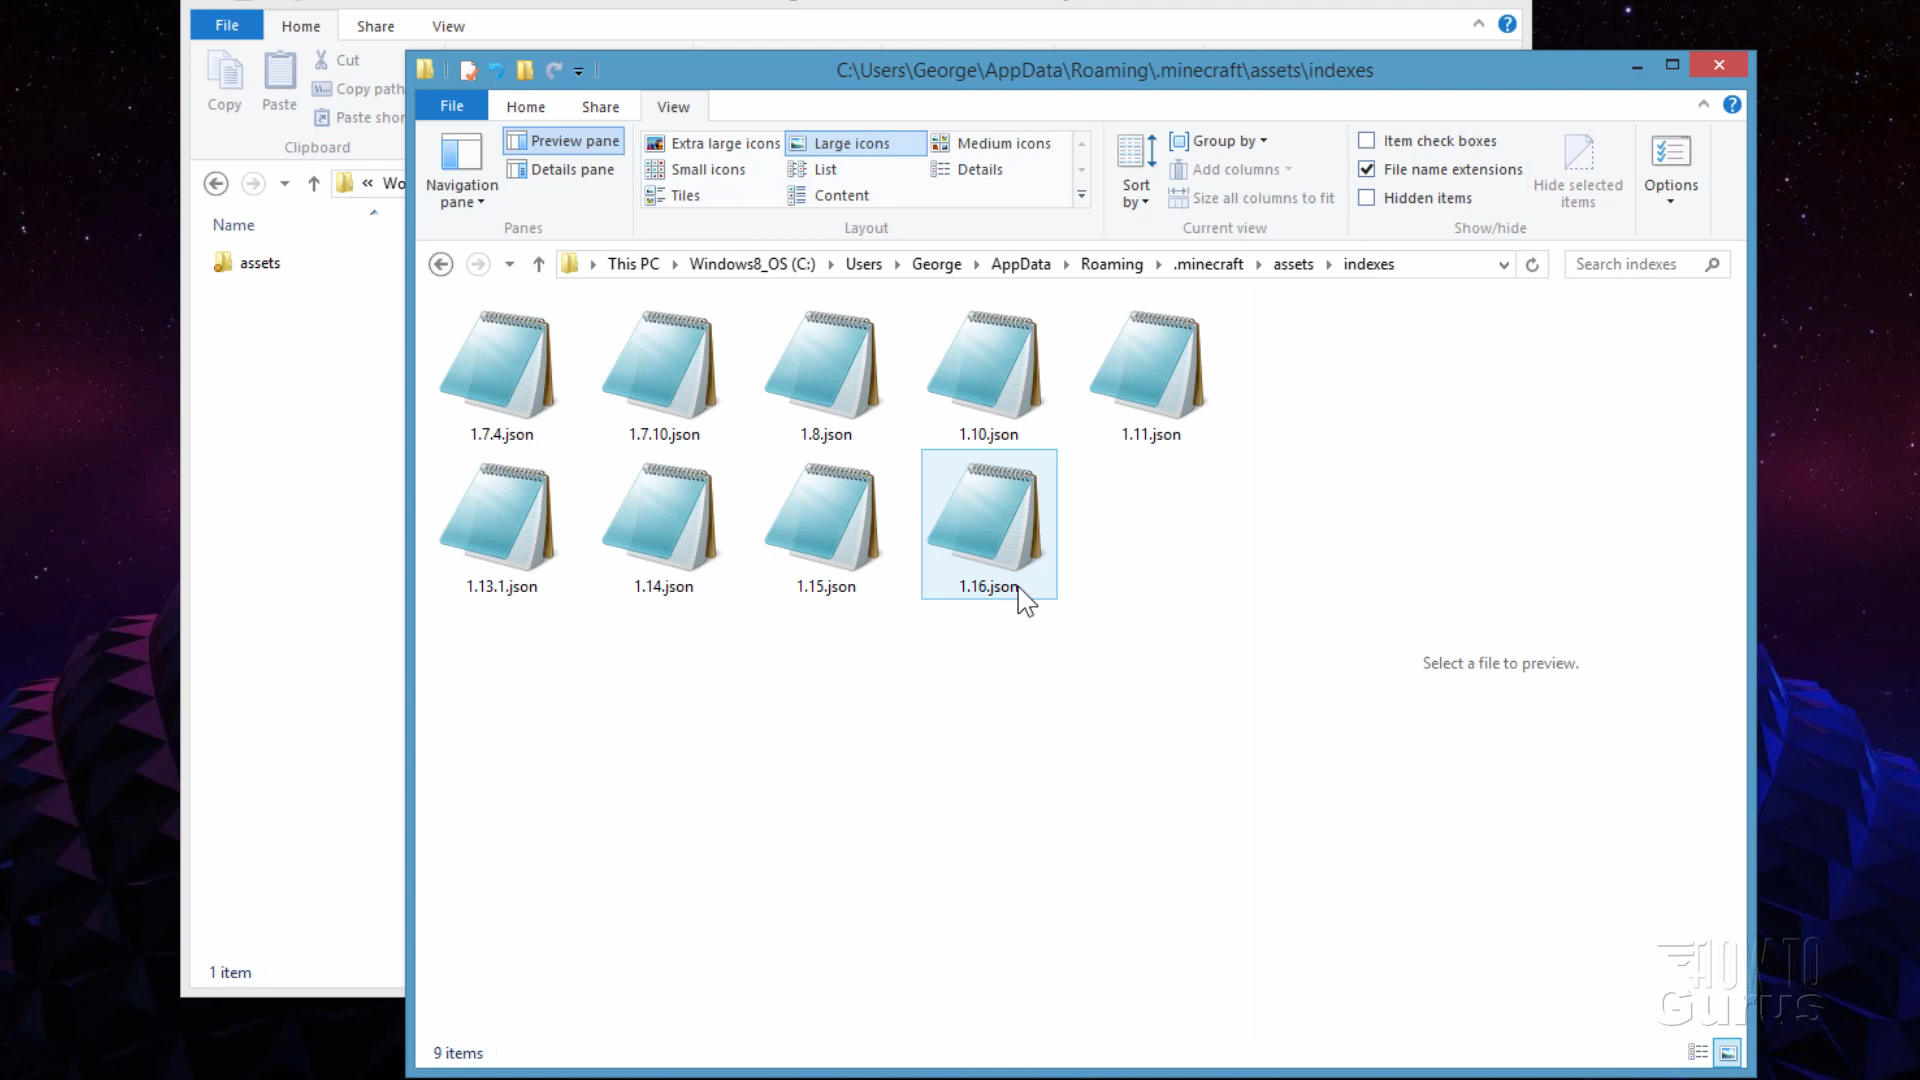 File
Home
Share
View
Copy
Paste
Cut
Copy path
Paste shor
Clipboard
« Wo
Name
assets
1 item
C:\Users\George\AppData\Roaming\.minecraft\assets\indexes
File
Home
Share
View
Navigation pane
Preview pane
Details pane
Panes
Extra large icons
Large icons
Medium icons
Small icons
List
Details
Tiles
Content
Layout
Sort by
Group by
Add columns
Size all columns to fit
Current view
Item check boxes
File name extensions
Hidden items
Hide selected items
Show/hide
Options
This PC
Windows8_OS (C:)
Users
George
AppData
Roaming
.minecraft
assets
indexes
Search indexes
1.7.4.json
1.7.10.json
1.8.json
1.10.json
1.11.json
1.13.1.json
1.14.json
1.15.json
1.16.json
Select a file to preview.
9 items
HOW TO
Gurus